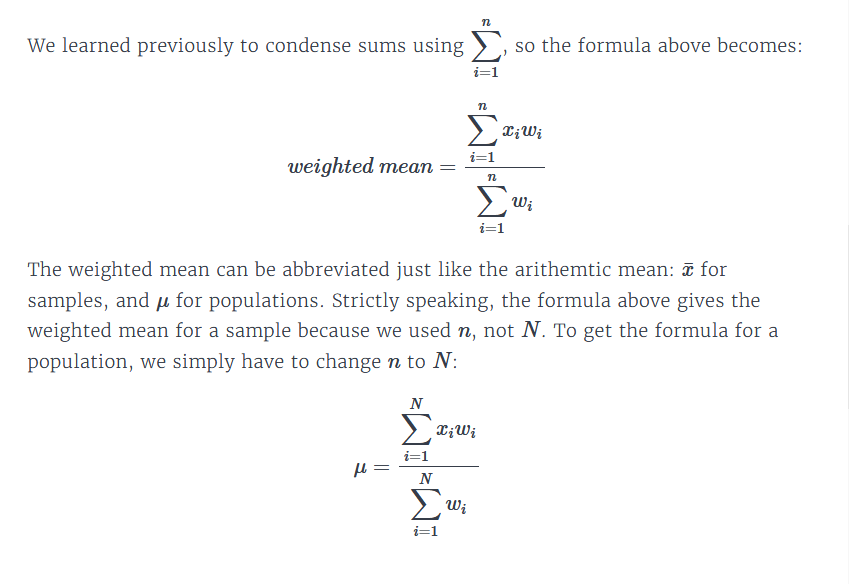 We learned previously to condense sums using \sum_{i=1}^{n}, so the formula above becomes:
weighted mean = \frac{\sum_{i=1}^{n} x_i w_i}{\sum_{i=1}^{n} w_i}
The weighted mean can be abbreviated just like the arithemtic mean: x̄ for
samples, and μ for populations. Strictly speaking, the formula above gives the
weighted mean for a sample because we used n, not N. To get the formula for a
population, we simply have to change n to N:
μ = \frac{\sum_{i=1}^{N} x_i w_i}{\sum_{i=1}^{N} w_i}